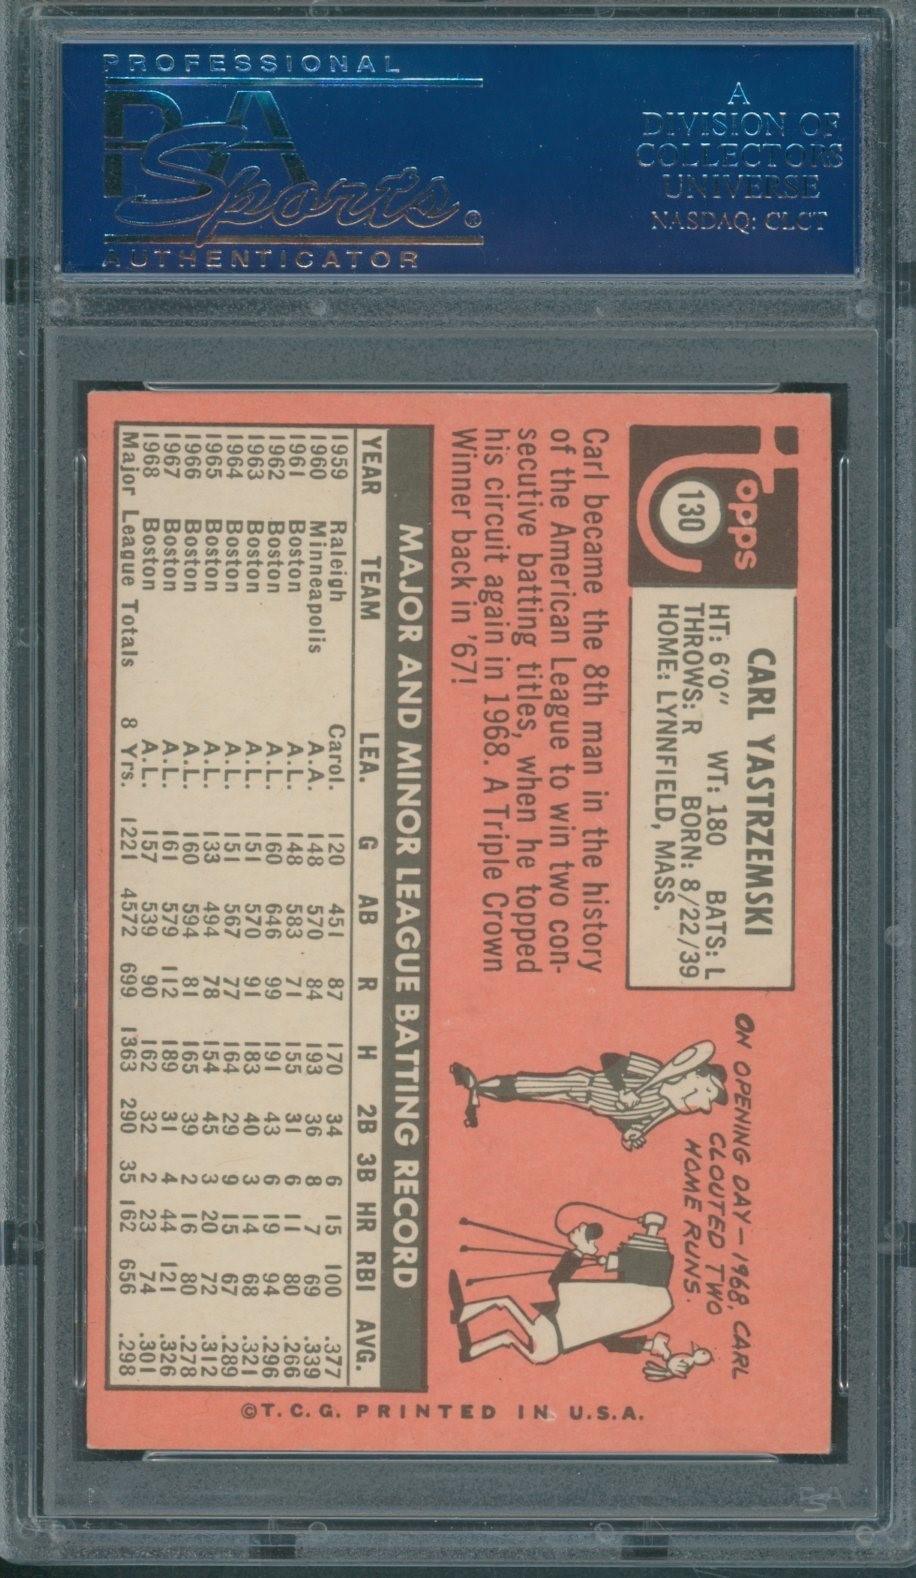 PROFESSIONAL
PSA
Sports®
AUTHENTICATOR
A
DIVISION OF
COLLECTORS
UNIVERSE
NASDAQ: CLCT
Topps
130
CARL YASTRZEMSKI
HT: 6'0" WT: 180 BATS: L
THROWS: R BORN: 8/22/39
HOME: LYNNFIELD, MASS.
Carl became the 8th man in the history
of the American League to win two con-
secutive batting titles, when he topped
his circuit again in 1968. A Triple Crown
Winner back in '67!
ON OPENING DAY—1968, CARL
CLOUTED TWO
HOME RUNS.
MAJOR AND MINOR LEAGUE BATTING RECORD
YEAR TEAM LEA. G AB R H 2B 3B HR RBI AVG.
1959 Raleigh Carol. 120 451 87 170 34 6 15 100 .377
1960 Minneapolis A.A. 148 570 84 193 36 8 7 69 .339
1961 Boston A.L. 148 583 71 155 31 6 11 80 .266
1962 Boston A.L. 160 646 99 191 43 6 19 94 .296
1963 Boston A.L. 151 570 91 183 40 3 14 68 .321
1964 Boston A.L. 151 567 77 164 29 9 15 67 .289
1965 Boston A.L. 133 494 78 154 45 3 20 72 .312
1966 Boston A.L. 160 594 81 165 39 2 16 80 .278
1967 Boston A.L. 161 579 112 189 31 4 44 121 .326
1968 Boston A.L. 157 539 90 162 32 2 23 74 .301
Major League Totals 8 Yrs. 1221 4572 699 1363 290 35 162 656 .298
©T.C.G. PRINTED IN U.S.A.
PSA